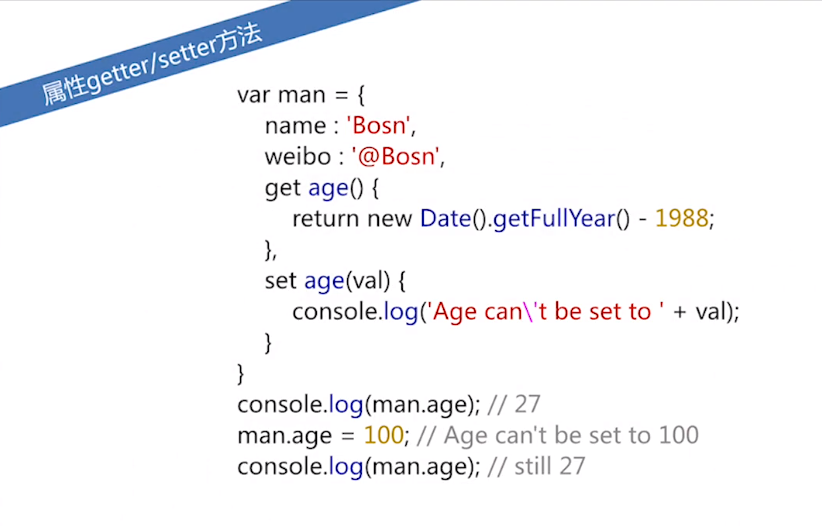 属性getter/setter方法
var man = {
name : 'Bosn',
weibo : '@Bosn',
get age() {
return new Date().getFullYear() - 1988;
},
set age(val) {
console.log('Age can\'t be set to ' + val);
}
}
console.log(man.age); // 27
man.age = 100; // Age can't be set to 100
console.log(man.age); // still 27